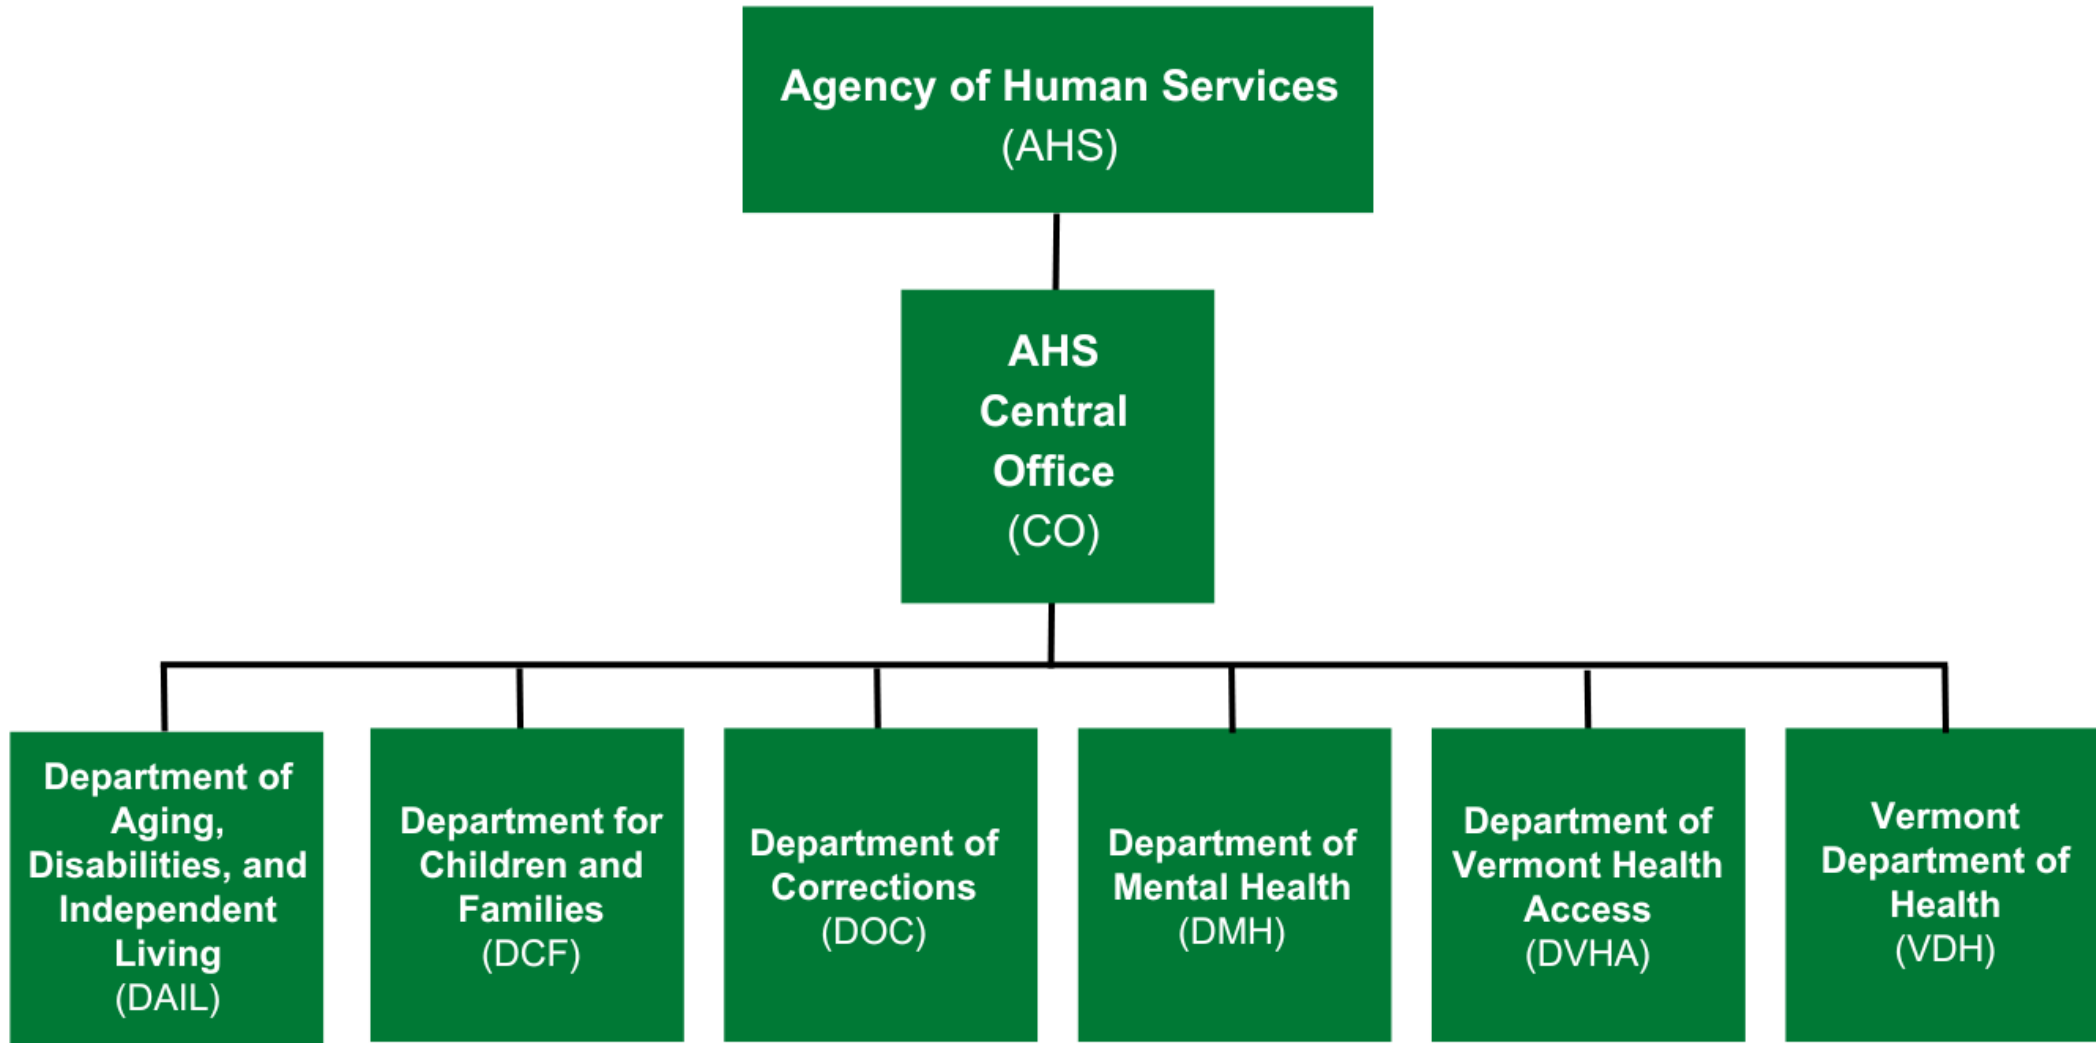 Agency of Human Services
(AHS)
AHS
Central
Office
(CO)
Department of
Aging,
Disabilities, and
Independent
Living
(DAIL)
Department for
Children and
Families
(DCF)
Department of
Corrections
(DOC)
Department of
Mental Health
(DMH)
Department of
Vermont Health
Access
(DVHA)
Vermont
Department of
Health
(VDH)